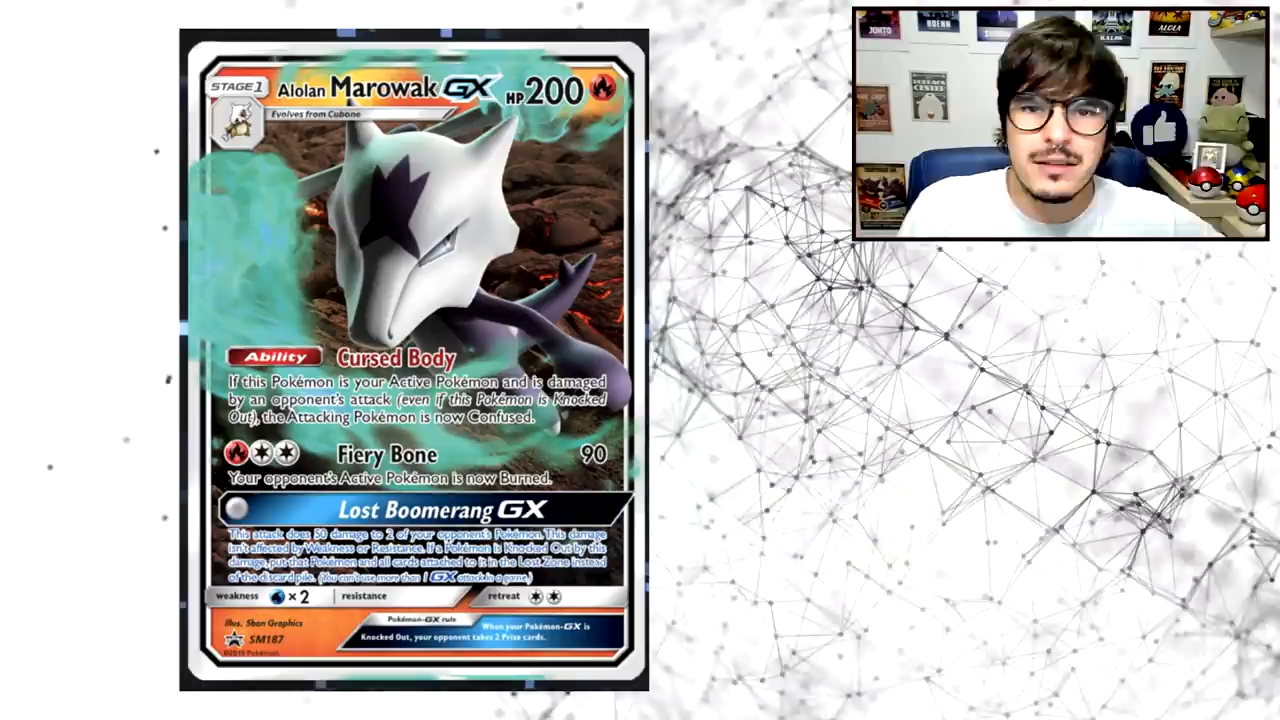 STAGE 1 Alolan Marowak GX HP 200
Evolves from Cubone
Ability Cursed Body
If this Pokémon is your Active Pokémon and is damaged
by an opponent's attack (even if this Pokémon is Knocked
Out), the Attacking Pokémon is now Confused.
Fiery Bone 90
Your opponent's Active Pokémon is now Burned.
Lost Boomerang GX
This attack does 50 damage to 2 of your opponent's Pokémon. This damage
isn't affected by Weakness or Resistance. If a Pokémon is Knocked Out by this
damage, put that Pokémon and all cards attached to it in the Lost Zone instead
of the discard pile. (You can't use more than 1 GX attack in a game.)
weakness ×2 resistance retreat
Illus. 5ban Graphics
Pokémon-GX rule
When your Pokémon-GX is
Knocked Out, your opponent takes 2 Prize cards.
SM187
©2019 Pokémon
JOHTO
HOENN
KALOS
ALOLA